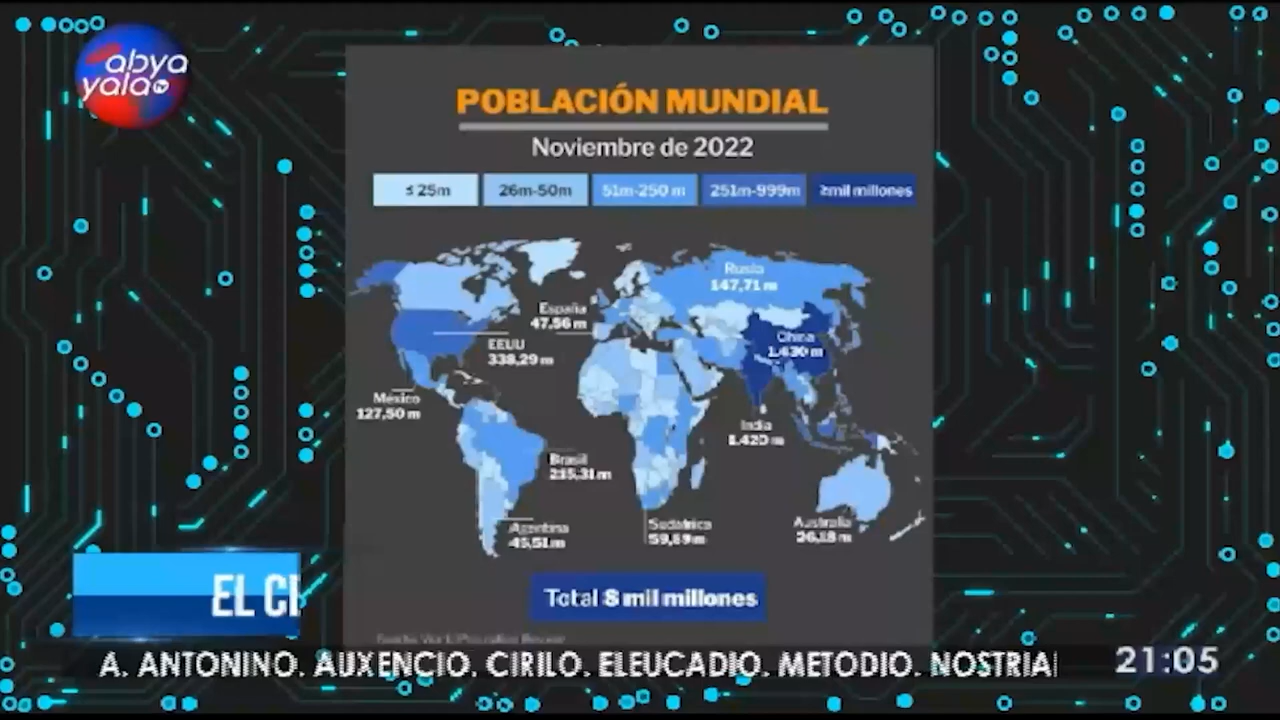 abya
yala tv
POBLACIÓN MUNDIAL
Noviembre de 2022
≤ 25m
26m-50m
51m-250 m
251m-999m
≥mil millones
Rusia
147,71 m
España
47.56 m
EEUU
338,29 m
China
1.430 m
México
127,50 m
India
1.420 m
Brasil
215,31 m
Argentina
45,51 m
Sudáfrica
59,89 m
Australia
26,18 m
Total 8 mil millones
EL CI
A. ANTONINO. AUXENCIO. CIRILO. ELEUCADIO. METODIO. NOSTRIA
21:05